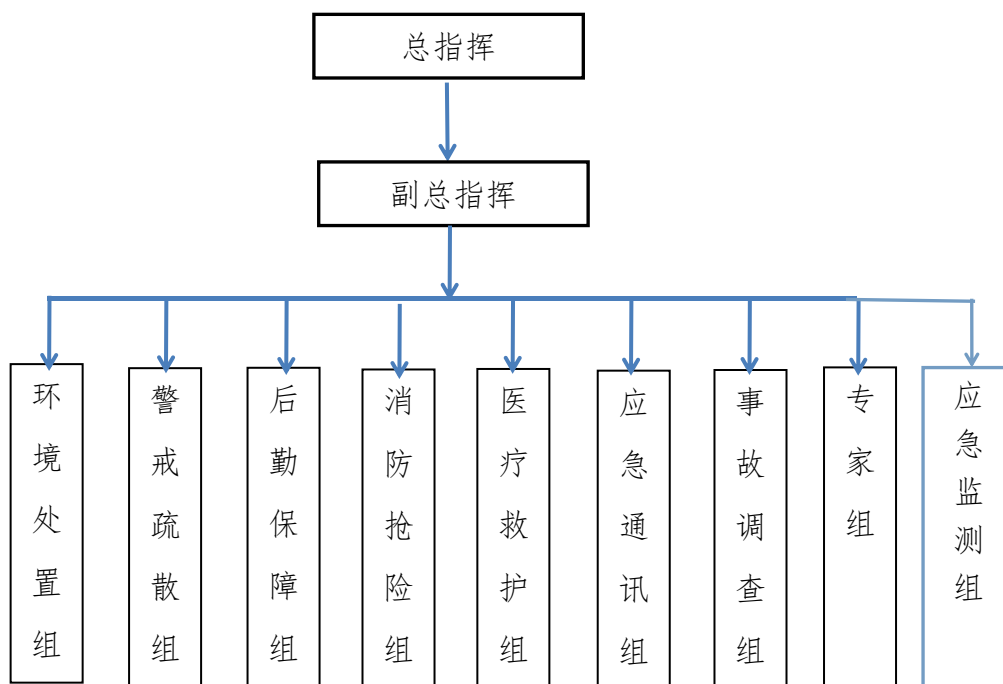 总指挥
副总指挥
环境处置组
警戒疏散组
后勤保障组
消防抢险组
医疗救护组
应急通讯组
事故调查组
专家组
应急监测组